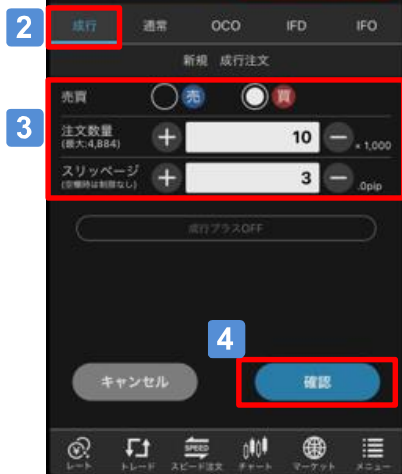 2
成行 通常 OCO IFD IFO
新規 成行注文
3
売買 売 買
注文数量
(最大:4,884) + 10 − × 1,000
スリッページ
(空欄時は制限なし) + 3 − .0pip
成行プラスOFF
4
キャンセル 確認
SPEED
レート トレード スピード注文 チャート マーケット メニュー